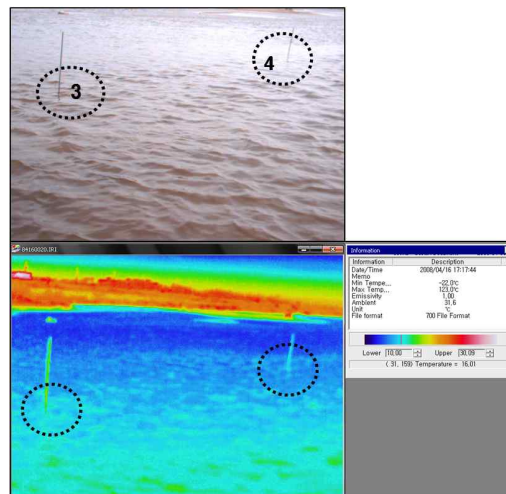 3
4
84160020.IRI
Information
Information Description
Date/Time 2008/04/16 17:17:44
Memo
Min Tempe... -22,0℃
Max Temp,,, 123,0℃
Emissivity 1,00
Ambient 31,6
Unit ℃
File format 700 File Format
Lower 10,00 Upper 30,09
( 31, 159) Temperature = 16,01